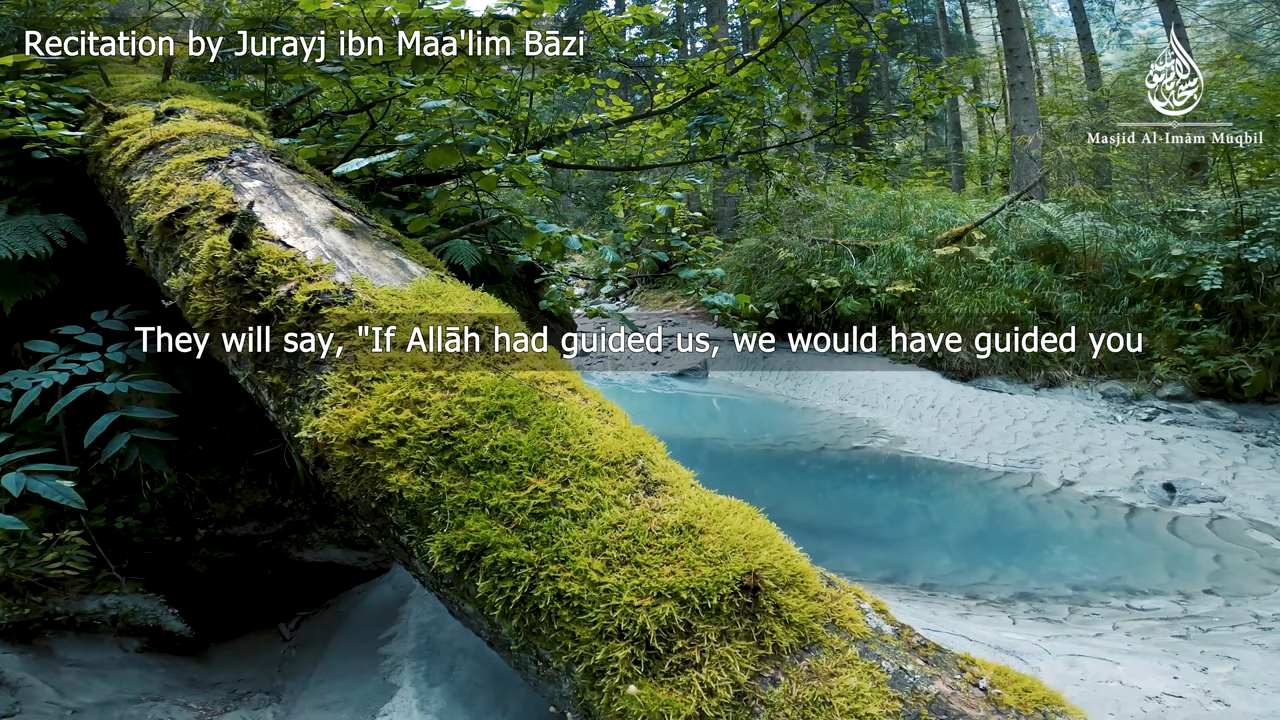 Recitation by Jurayj ibn Maa'lim Bāzi
Masjid Al-Imām Muqbil
They will say, "If Allāh had guided us, we would have guided you